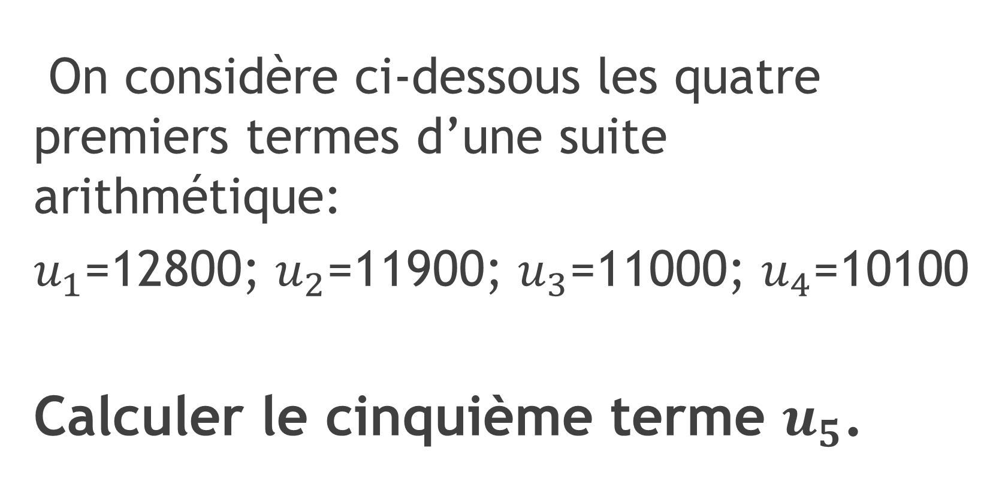 On considère ci-dessous les quatre
premiers termes d’une suite
arithmétique:
𝑢₁=12800; 𝑢₂=11900; 𝑢₃=11000; 𝑢₄=10100
Calculer le cinquième terme 𝒖₅.